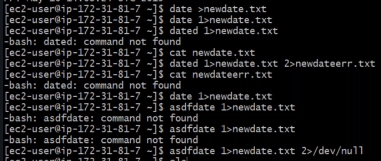 [ec2-user@ip-172-31-81-7 ~]$ date >newdate.txt
[ec2-user@ip-172-31-81-7 ~]$ dated 1>newdate.txt
-bash: dated: command not found
[ec2-user@ip-172-31-81-7 ~]$ cat newdate.txt
[ec2-user@ip-172-31-81-7 ~]$ dated 1>newdate.txt 2>newdateerr.txt
[ec2-user@ip-172-31-81-7 ~]$ cat newdateerr.txt
-bash: dated: command not found
[ec2-user@ip-172-31-81-7 ~]$ date 1>newdate.txt
[ec2-user@ip-172-31-81-7 ~]$ asdfdate 1>newdate.txt
-bash: asdfdate: command not found
[ec2-user@ip-172-31-81-7 ~]$ asdfdate 1>newdate.txt
-bash: asdfdate: command not found
[ec2-user@ip-172-31-81-7 ~]$ asdfdate 1>newdate.txt 2>/dev/null